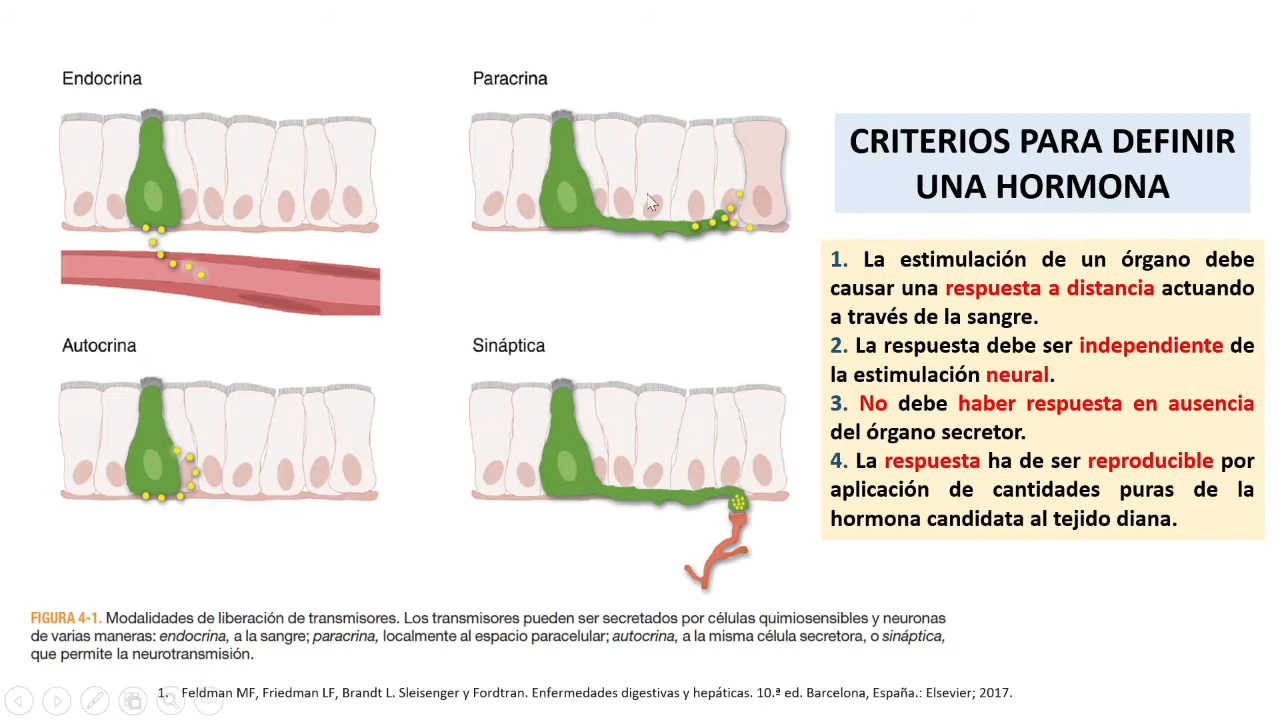 Endocrina
Paracrina
Autocrina
Sináptica
CRITERIOS PARA DEFINIR
UNA HORMONA
1. La estimulación de un órgano debe
causar una respuesta a distancia actuando
a través de la sangre.
2. La respuesta debe ser independiente de
la estimulación neural.
3. No debe haber respuesta en ausencia
del órgano secretor.
4. La respuesta ha de ser reproducible por
aplicación de cantidades puras de la
hormona candidata al tejido diana.
FIGURA 4-1. Modalidades de liberación de transmisores. Los transmisores pueden ser secretados por células quimiosensibles y neuronas
de varias maneras: endocrina, a la sangre; paracrina, localmente al espacio paracelular; autocrina, a la misma célula secretora, o sináptica,
que permite la neurotransmisión.
1. Feldman MF, Friedman LF, Brandt L. Sleisenger y Fordtran. Enfermedades digestivas y hepáticas. 10.ª ed. Barcelona, España.: Elsevier; 2017.